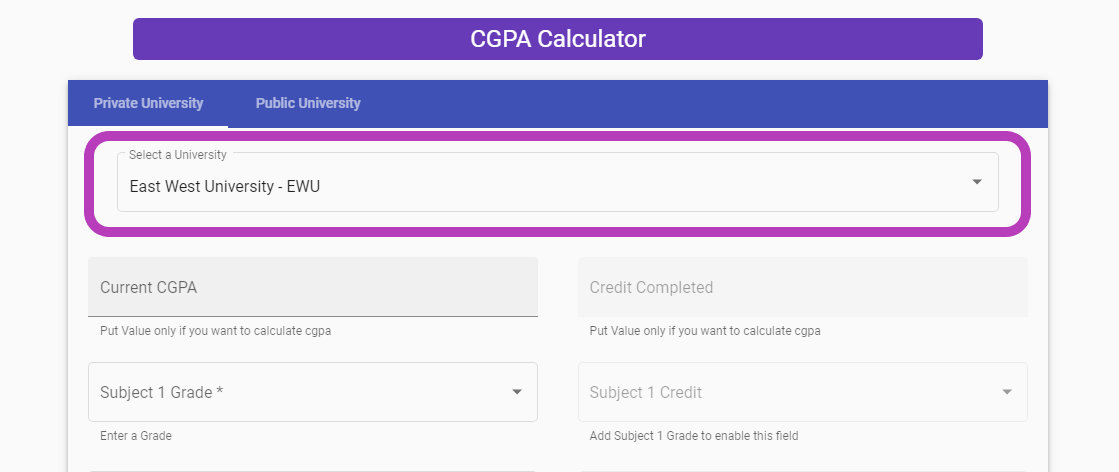 CGPA Calculator
Private University Public University
Select a University
East West University - EWU
Current CGPA Credit Completed
Put Value only if you want to calculate cgpa Put Value only if you want to calculate cgpa
Subject 1 Grade * Subject 1 Credit
Enter a Grade Add Subject 1 Grade to enable this field